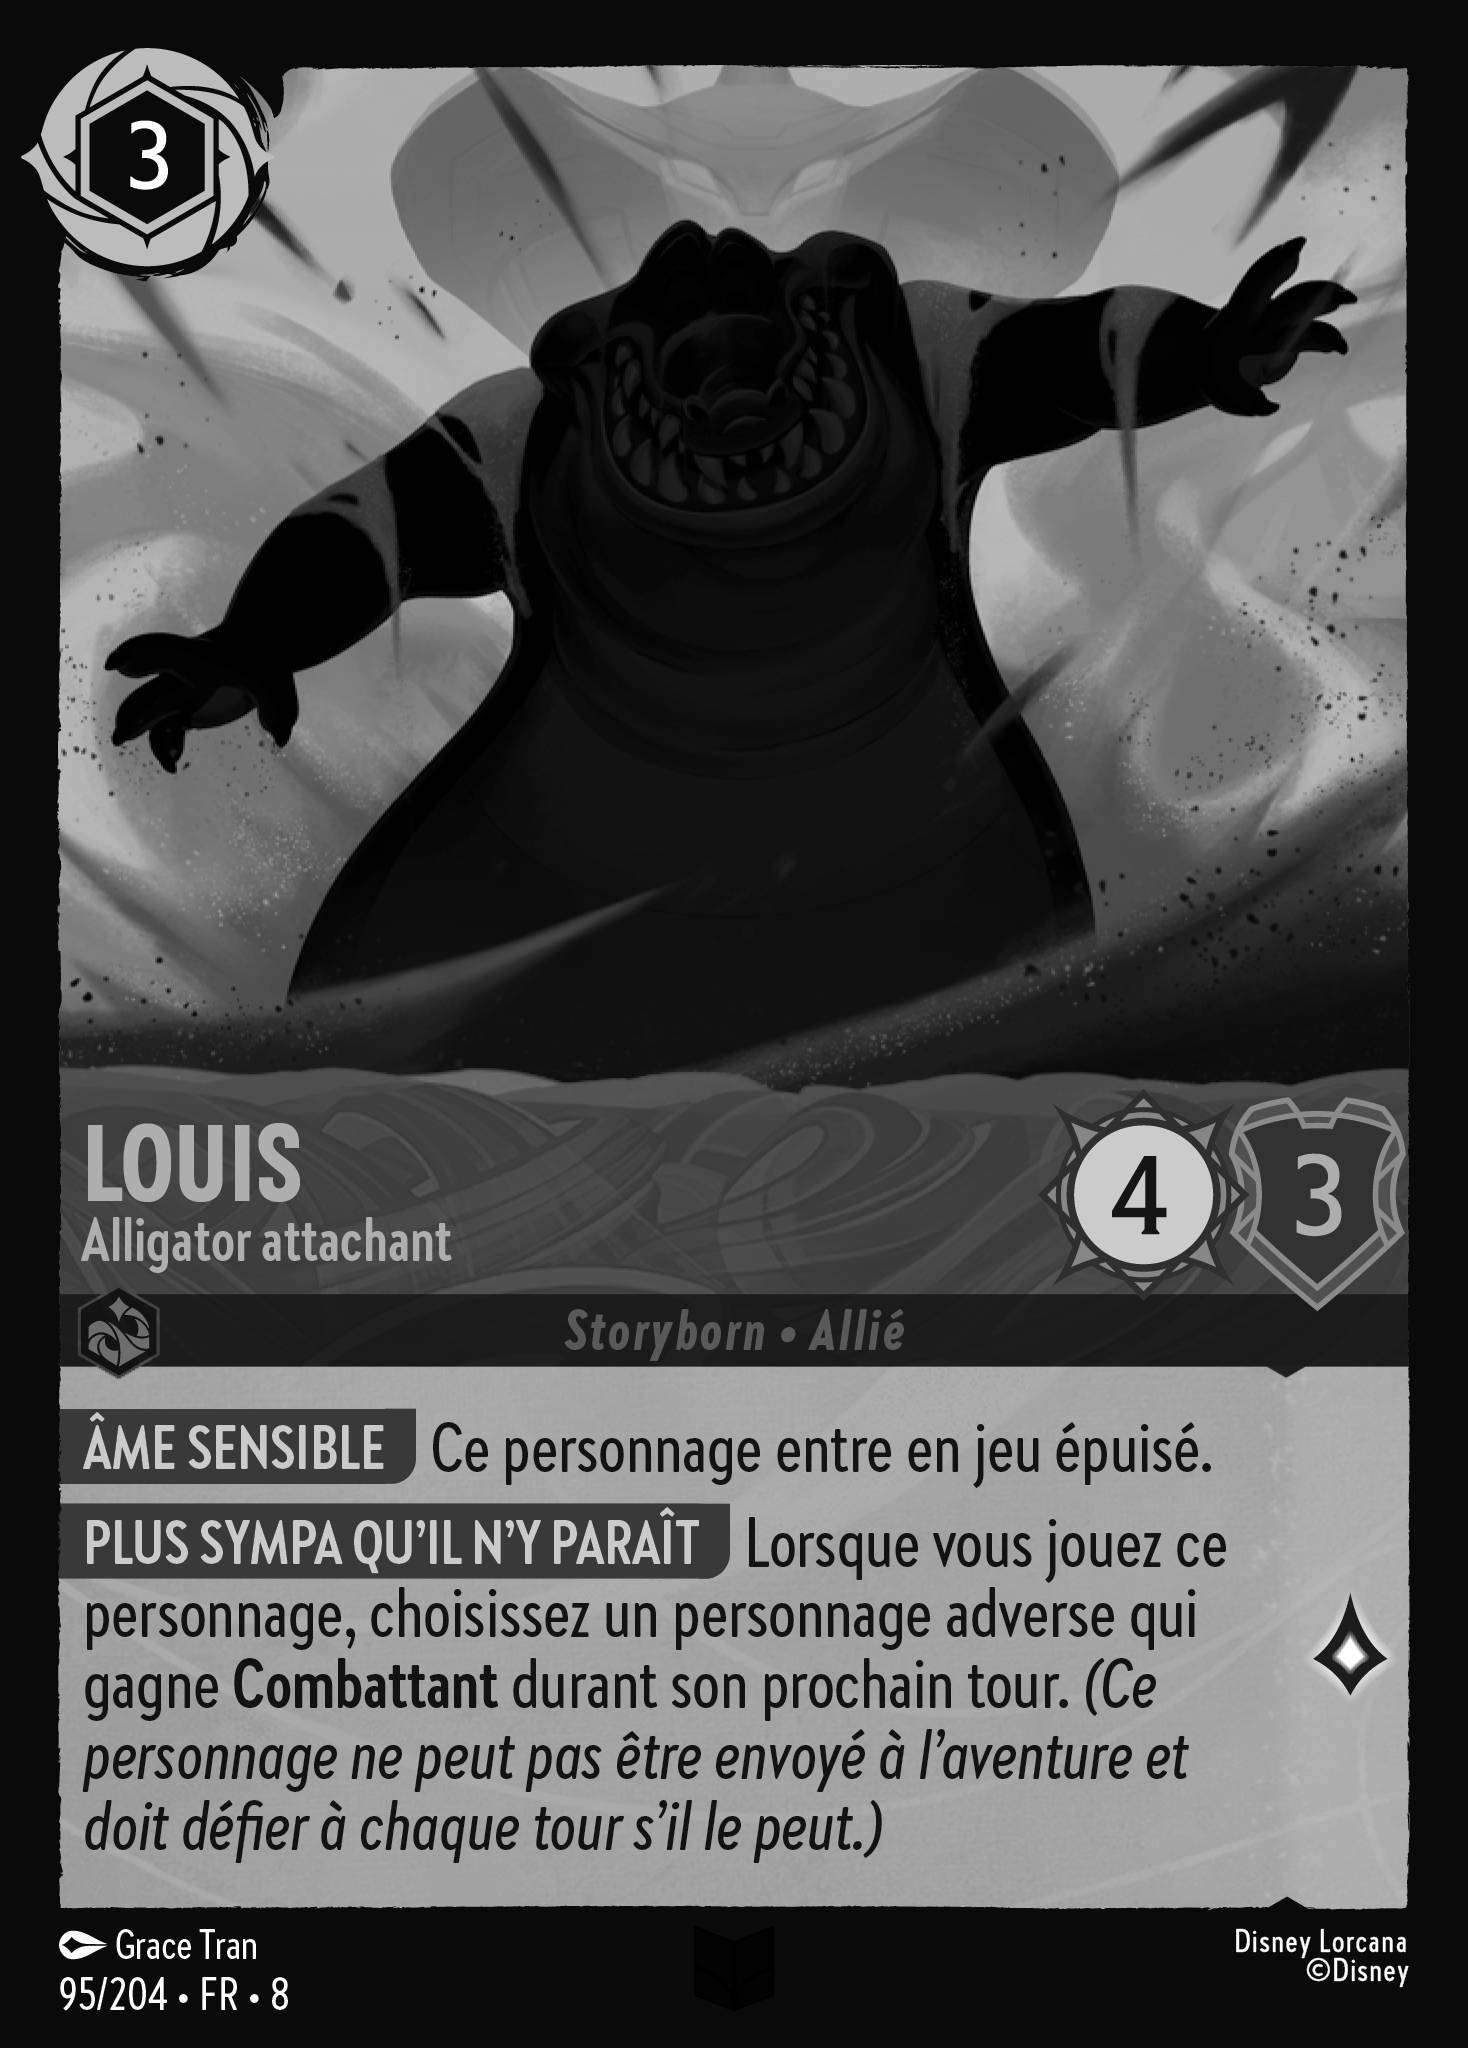 3
LOUIS
Alligator attachant
4
3
Storyborn • Allié
ÂME SENSIBLE Ce personnage entre en jeu épuisé.
PLUS SYMPA QU’IL N’Y PARAÎT Lorsque vous jouez ce
personnage, choisissez un personnage adverse qui
gagne Combattant durant son prochain tour. (Ce
personnage ne peut pas être envoyé à l’aventure et
doit défier à chaque tour s’il le peut.)
Grace Tran
95/204 • FR • 8
Disney Lorcana
©Disney